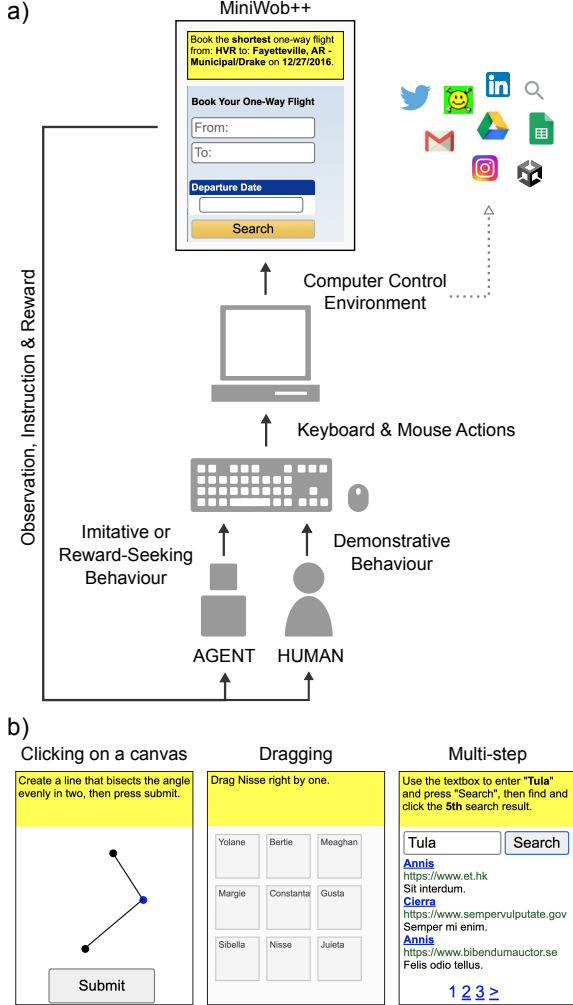 a)
MiniWob++
Book the shortest one-way flight
from: HVR to: Fayetteville, AR -
Municipal/Drake on 12/27/2016.
Book Your One-Way Flight
From:
To:
Departure Date
Search
in
Computer Control
Environment
Observation, Instruction & Reward
Keyboard & Mouse Actions
Imitative or
Reward-Seeking
Behaviour
Demonstrative
Behaviour
AGENT
HUMAN
b)
Clicking on a canvas
Create a line that bisects the angle
evenly in two, then press submit.
Submit
Dragging
Drag Nisse right by one.
Yolane
Bertie
Meaghan
Margie
Constanta
Gusta
Sibella
Nisse
Juieta
Multi-step
Use the textbox to enter "Tula"
and press "Search", then find and
click the 5th search result.
Tula
Search
Annis
https://www.et.hk
Sit interdum.
Cierra
https://www.sempervulputate.gov
Semper mi enim.
Annis
https://www.bibendumauctor.se
Felis odio tellus.
1 2 3 >